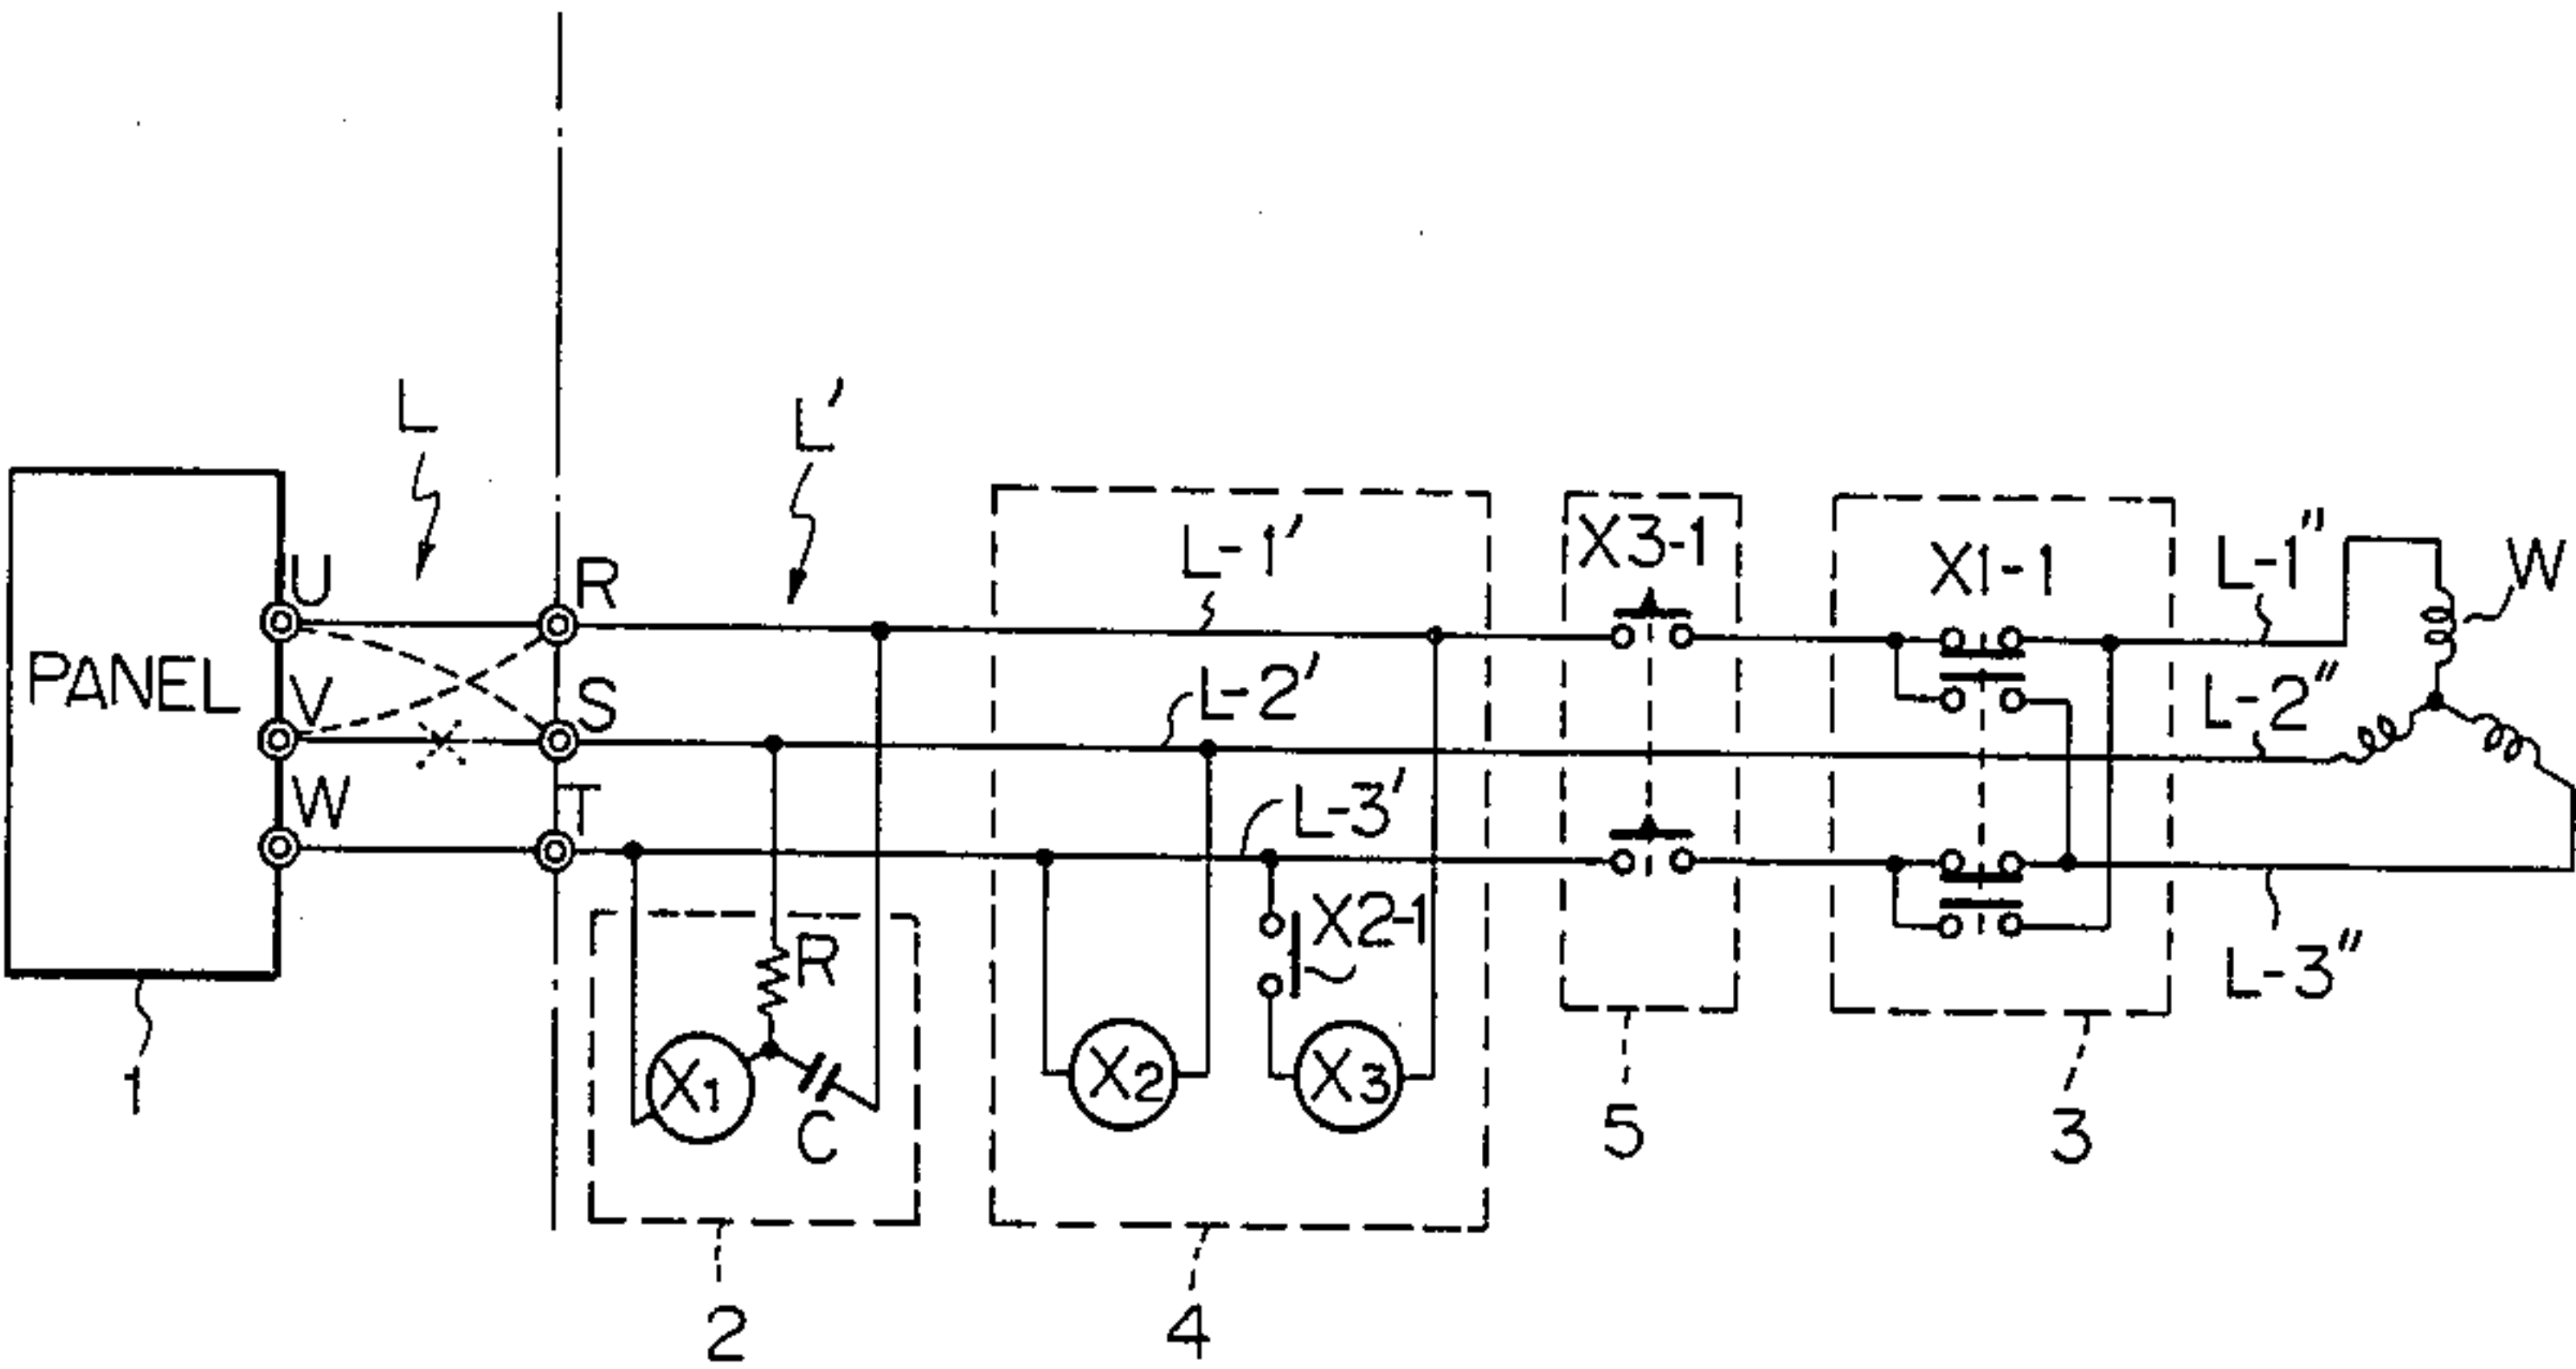 L
L'
U
R
L-1'
X3-1
X1-1
L-1"
W
PANEL
V
S
L-2'
L-2"
W
T
L-3'
X2-1
R
L-3"
X1
C
X2
X3
1
5
3
2
4